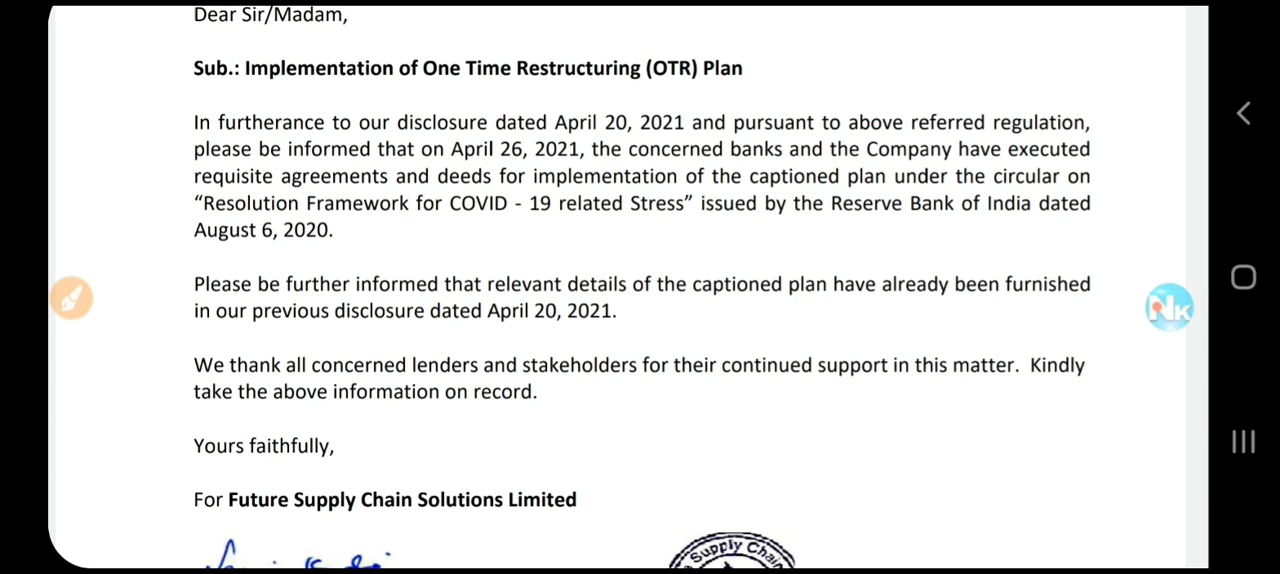 Dear Sir/Madam,
Sub.: Implementation of One Time Restructuring (OTR) Plan
In furtherance to our disclosure dated April 20, 2021 and pursuant to above referred regulation,
please be informed that on April 26, 2021, the concerned banks and the Company have executed
requisite agreements and deeds for implementation of the captioned plan under the circular on
“Resolution Framework for COVID - 19 related Stress” issued by the Reserve Bank of India dated
August 6, 2020.
Please be further informed that relevant details of the captioned plan have already been furnished
in our previous disclosure dated April 20, 2021.
We thank all concerned lenders and stakeholders for their continued support in this matter. Kindly
take the above information on record.
Yours faithfully,
For Future Supply Chain Solutions Limited
Supply Chain
NK